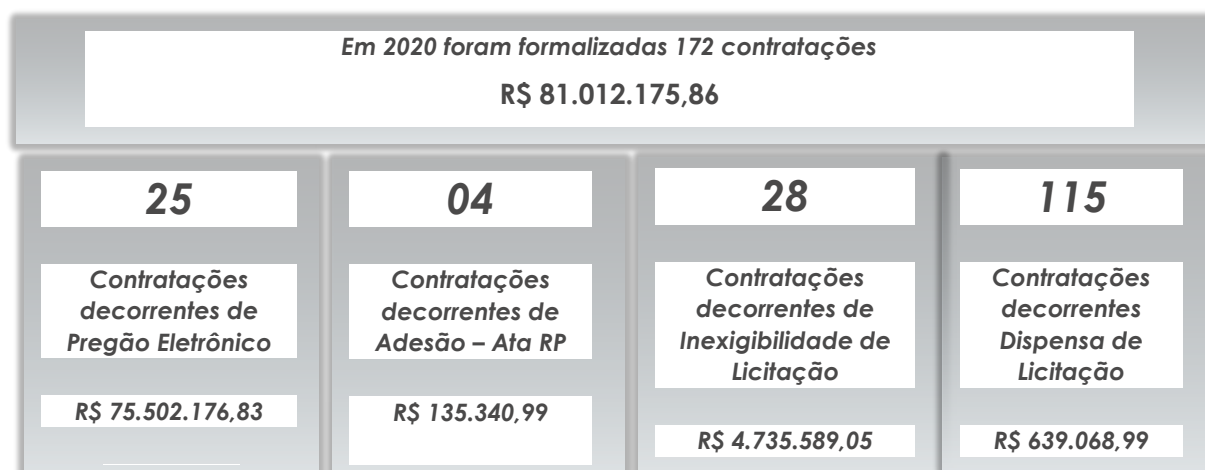 Em 2020 foram formalizadas 172 contratações
R$ 81.012.175,86
25
Contratações
decorrentes de
Pregão Eletrônico
R$ 75.502.176,83
04
Contratações
decorrentes de
Adesão – Ata RP
R$ 135.340,99
28
Contratações
decorrentes de
Inexigibilidade de
Licitação
R$ 4.735.589,05
115
Contratações
decorrentes
Dispensa de
Licitação
R$ 639.068,99